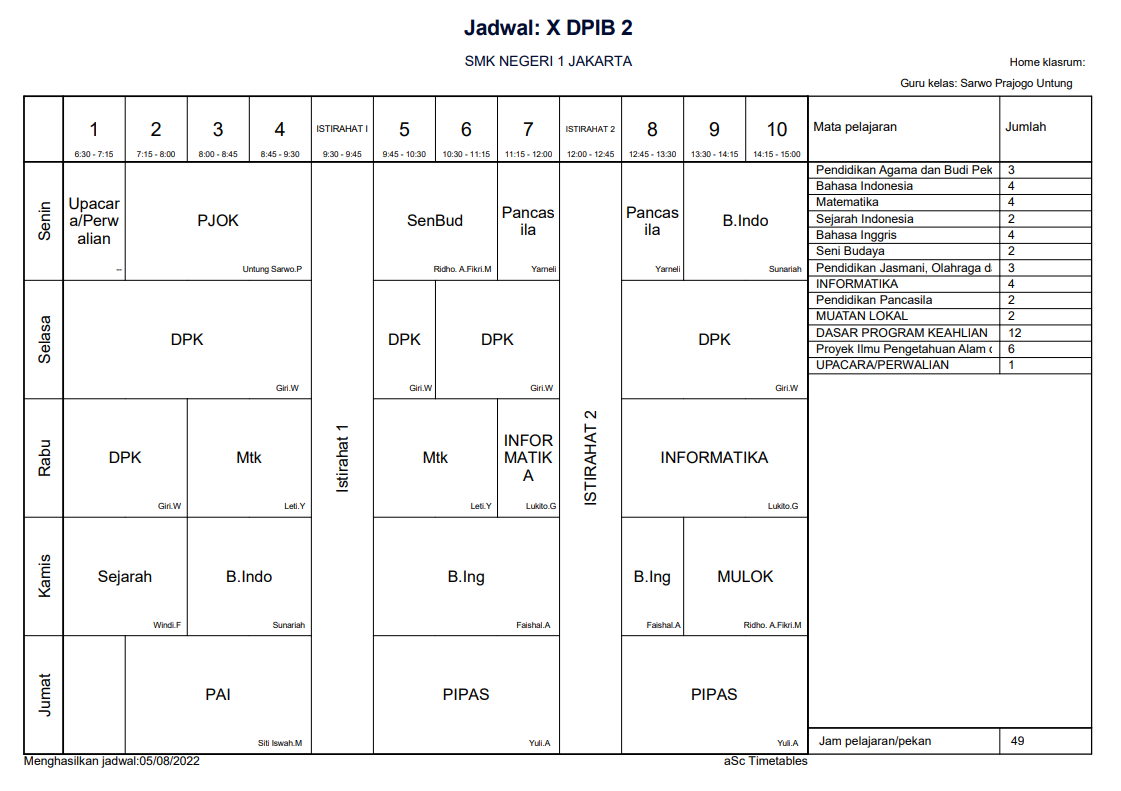 Jadwal: X DPIB 2
SMK NEGERI 1 JAKARTA
Home klasrum:
Guru kelas: Sarwo Prajogo Untung
1 2 3 4 ISTIRAHAT I 5 6 7 ISTIRAHAT 2 8 9 10 Mata pelajaran Jumlah
6:30 - 7:15 7:15 - 8:00 8:00 - 8:45 8:45 - 9:30 9:30 - 9:45 9:45 - 10:30 10:30 - 11:15 11:15 - 12:00 12:00 - 12:45 12:45 - 13:30 13:30 - 14:15 14:15 - 15:00
Senin
Upacar
a/Perw
alian
--
PJOK
Untung Sarwo.P
SenBud
Ridho. A.Fikri.M
Pancas
ila
Yarneli
Pancas
ila
Yarneli
B.Indo
Sunariah
Selasa
DPK
Giri.W
DPK
Giri.W
DPK
Giri.W
DPK
Giri.W
Rabu
DPK
Giri.W
Mtk
Leti.Y
Istirahat 1
Mtk
Leti.Y
INFOR
MATIK
A
Lukito.G
ISTIRAHAT 2
INFORMATIKA
Lukito.G
Kamis
Sejarah
Windi.F
B.Indo
Sunariah
B.Ing
Faishal.A
B.Ing
Faishal.A
MULOK
Ridho. A.Fikri.M
Jumat
PAI
Siti Iswah.M
PIPAS
Yuli.A
PIPAS
Yuli.A
Pendidikan Agama dan Budi Pek 3
Bahasa Indonesia 4
Matematika 4
Sejarah Indonesia 2
Bahasa Inggris 4
Seni Budaya 2
Pendidikan Jasmani, Olahraga d 3
INFORMATIKA 4
Pendidikan Pancasila 2
MUATAN LOKAL 2
DASAR PROGRAM KEAHLIAN 12
Proyek Ilmu Pengetahuan Alam d 6
UPACARA/PERWALIAN 1
Jam pelajaran/pekan 49
Menghasilkan jadwal:05/08/2022
aSc Timetables